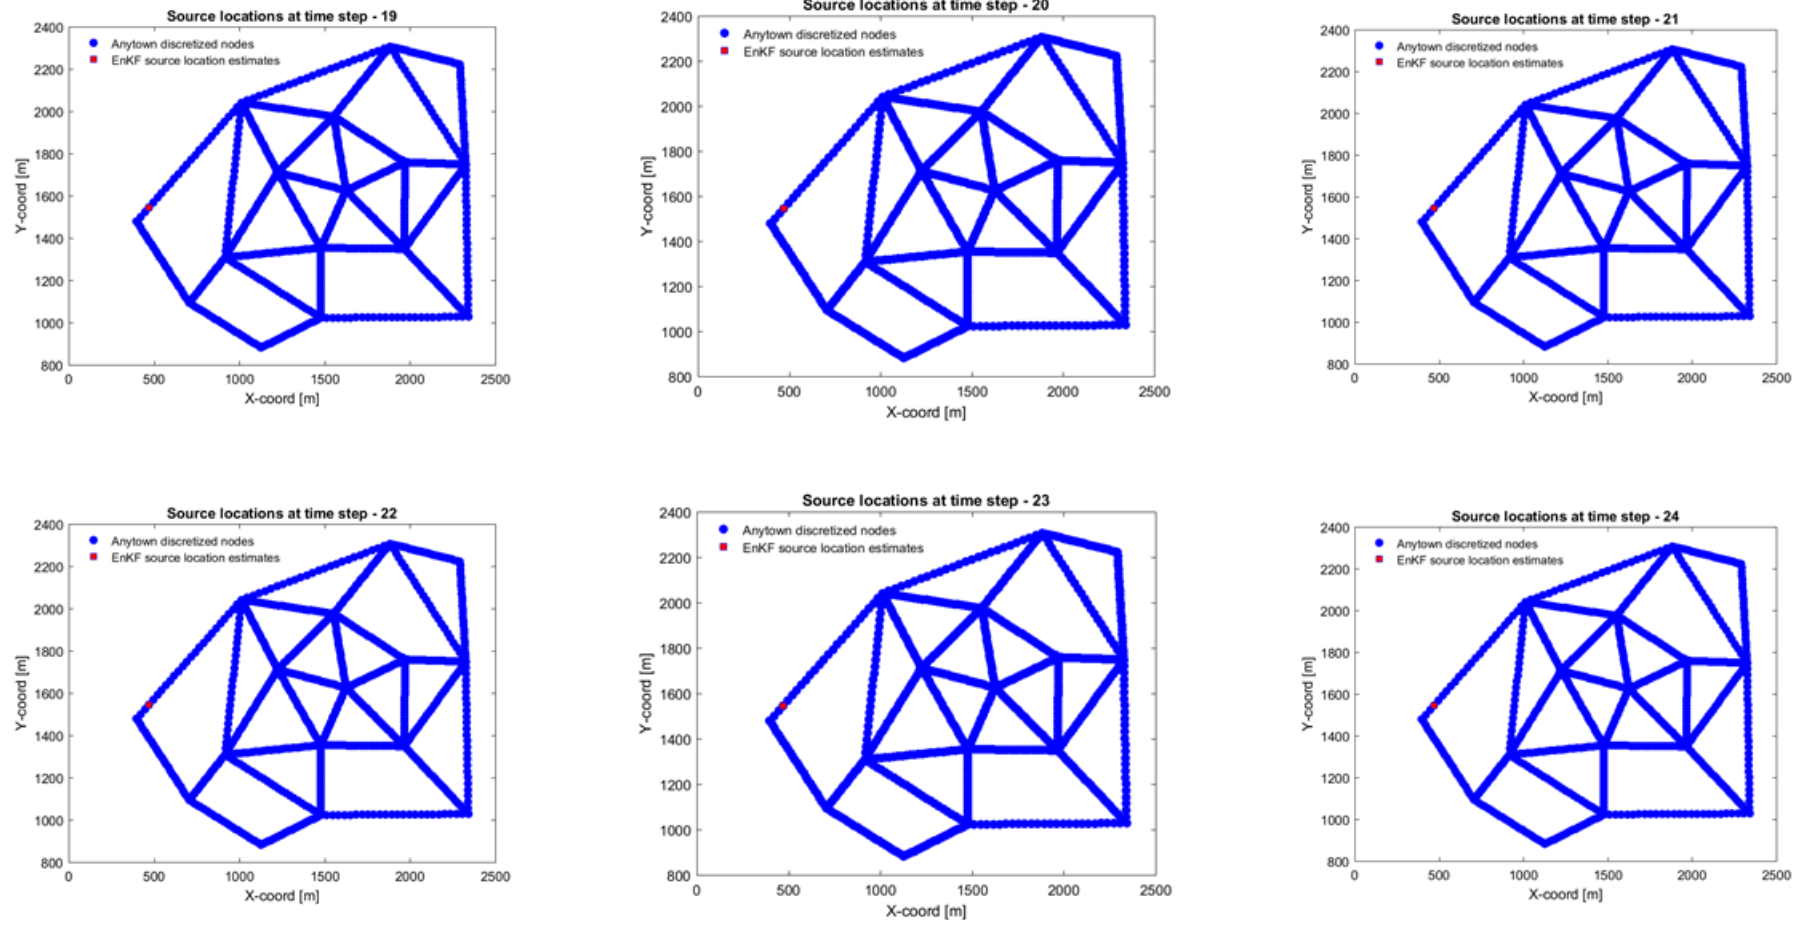 Source locations at time step - 19
Anytown discretized nodes
EnKF source location estimates
2400
2200
2000
1800
1600
1400
1200
1000
800
Y-coord [m]
0 500 1000 1500 2000 2500
X-coord [m]
Source locations at time step - 20
Anytown discretized nodes
EnKF source location estimates
2400
2200
2000
1800
1600
1400
1200
1000
800
Y-coord [m]
0 500 1000 1500 2000 2500
X-coord [m]
Source locations at time step - 21
Anytown discretized nodes
EnKF source location estimates
2400
2200
2000
1800
1600
1400
1200
1000
800
Y-coord [m]
0 500 1000 1500 2000 2500
X-coord [m]
Source locations at time step - 22
Anytown discretized nodes
EnKF source location estimates
2400
2200
2000
1800
1600
1400
1200
1000
800
Y-coord [m]
0 500 1000 1500 2000 2500
X-coord [m]
Source locations at time step - 23
Anytown discretized nodes
EnKF source location estimates
2400
2200
2000
1800
1600
1400
1200
1000
800
Y-coord [m]
0 500 1000 1500 2000 2500
X-coord [m]
Source locations at time step - 24
Anytown discretized nodes
EnKF source location estimates
2400
2200
2000
1800
1600
1400
1200
1000
800
Y-coord [m]
0 500 1000 1500 2000 2500
X-coord [m]